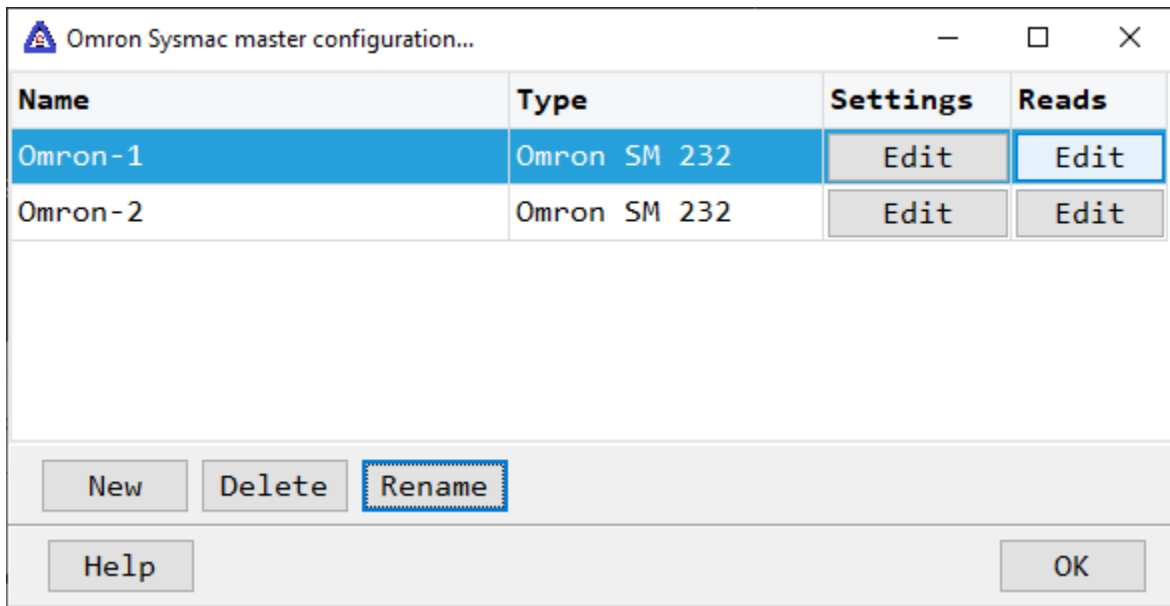 Omron Sysmac master configuration...
Name Type Settings Reads
Omron-1 Omron SM 232 Edit Edit
Omron-2 Omron SM 232 Edit Edit
New Delete Rename
Help OK